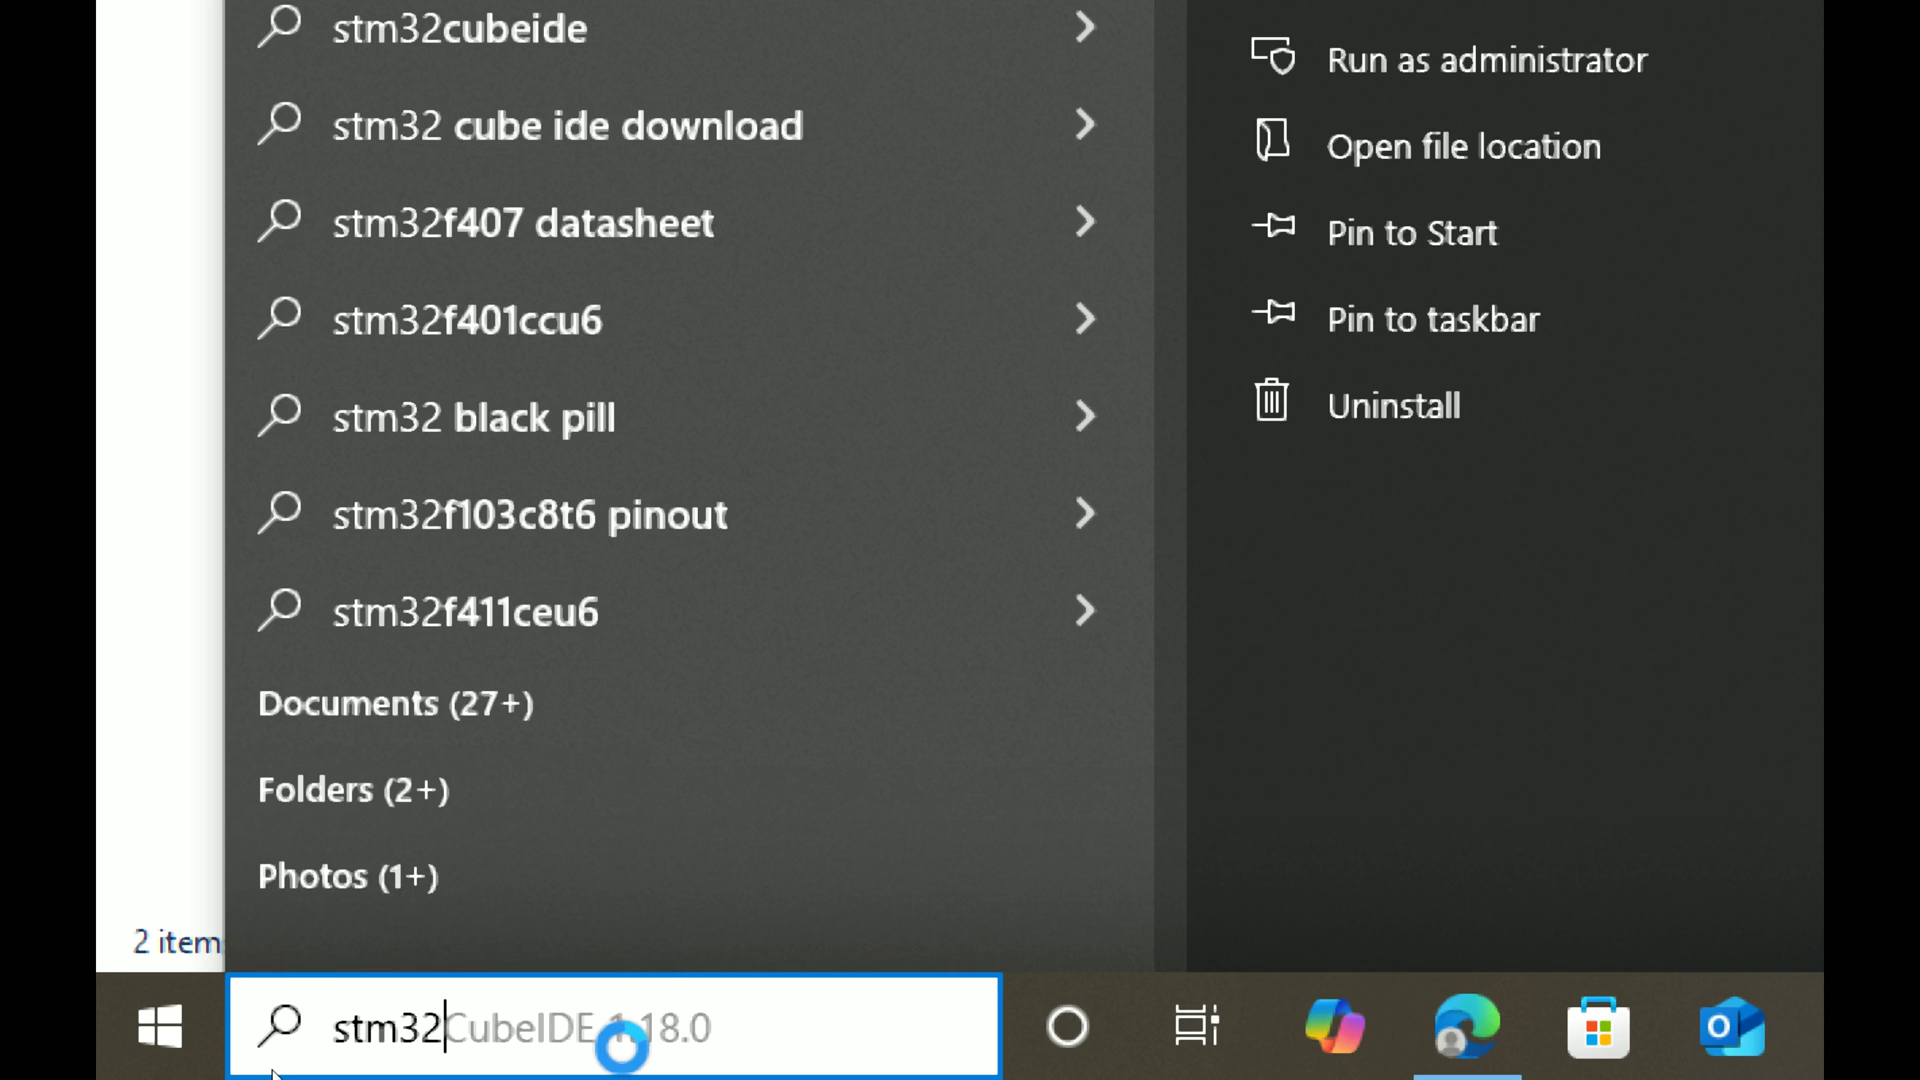 stm32cubeide
stm32 cube ide download
stm32f407 datasheet
stm32f401ccu6
stm32 black pill
stm32f103c8t6 pinout
stm32f411ceu6
Documents (27+)
Folders (2+)
Photos (1+)
Run as administrator
Open file location
Pin to Start
Pin to taskbar
Uninstall
2 item
stm32CubeIDE 1.18.0